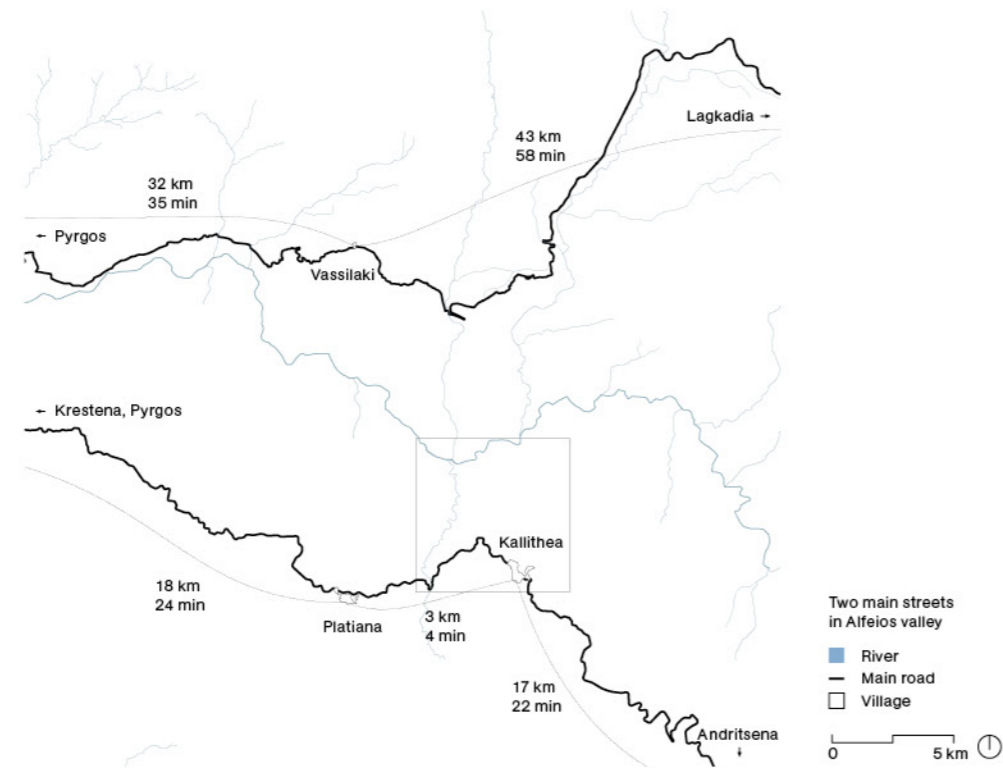 Lagkadia →
43 km
58 min
32 km
35 min
← Pyrgos
Vassilaki
← Krestena, Pyrgos
Kallithea
18 km
24 min
Platiana
3 km
4 min
17 km
22 min
Andritsena
↓
Two main streets
in Alfeios valley
River
Main road
Village
0 5 km